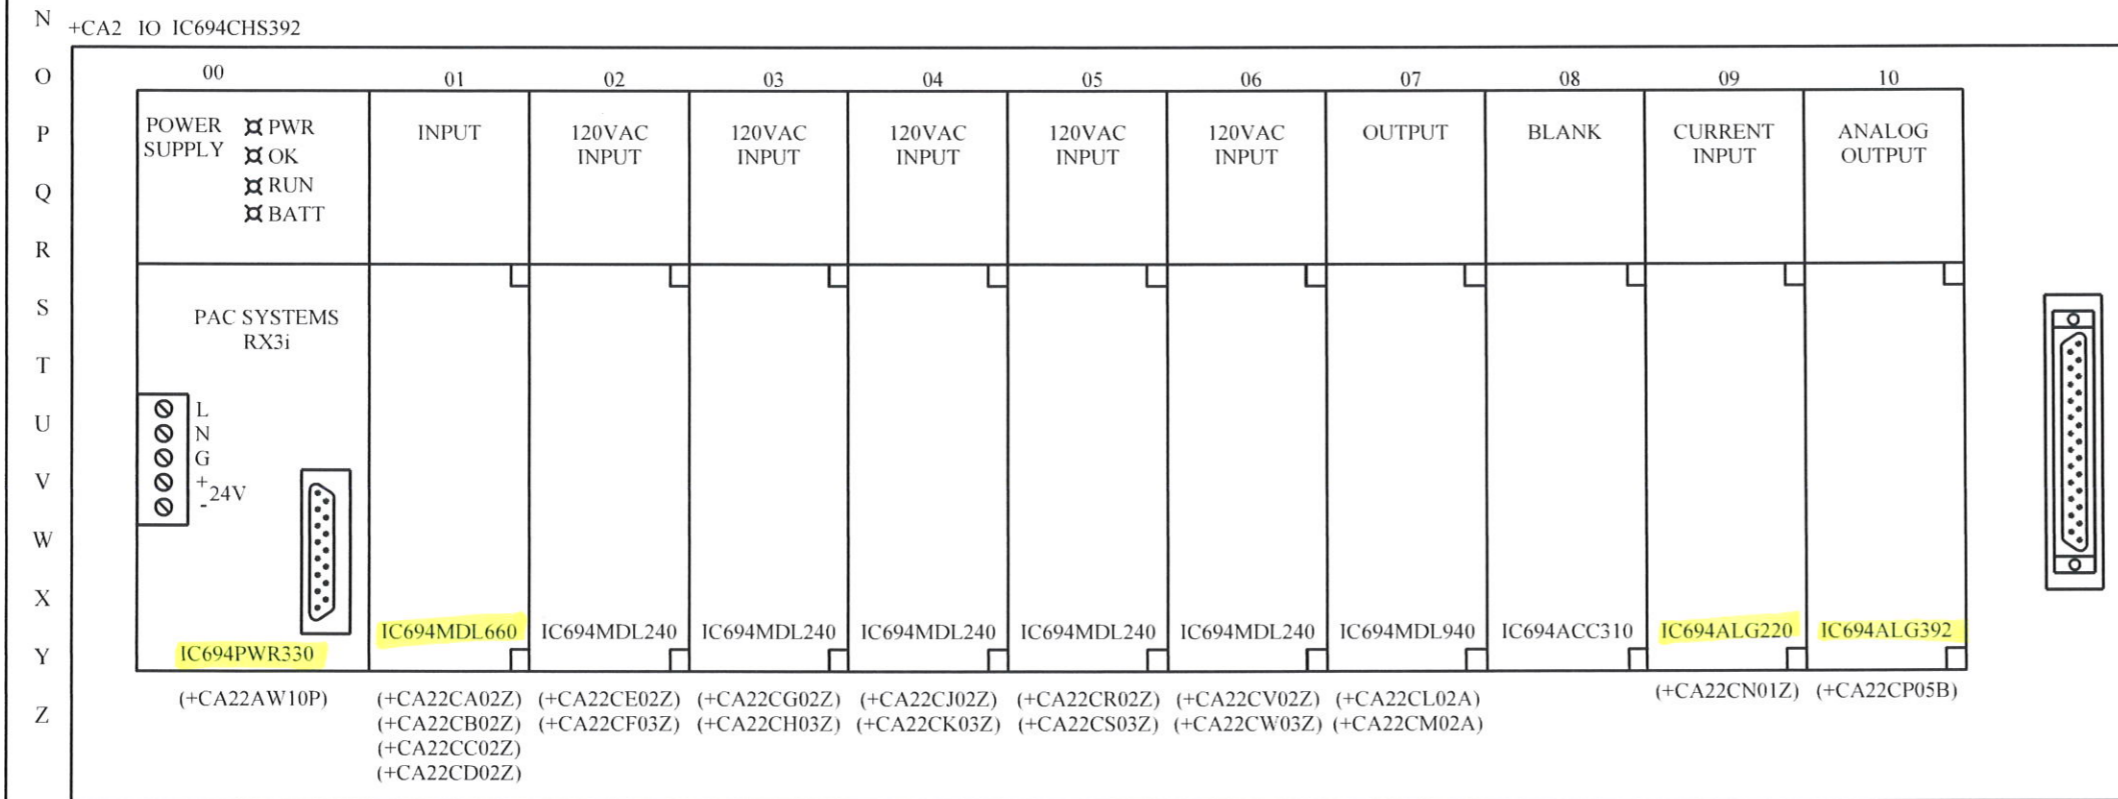 N
+CA2 IO IC694CHS392
O
00 01 02 03 04 05 06 07 08 09 10
P
POWER
SUPPLY
PWR
OK
RUN
BATT
INPUT
120VAC
INPUT
120VAC
INPUT
120VAC
INPUT
120VAC
INPUT
120VAC
INPUT
OUTPUT
BLANK
CURRENT
INPUT
ANALOG
OUTPUT
Q
R
S
PAC SYSTEMS
RX3i
T
U
L
N
G
V
+
24V
-
W
X
IC694MDL660 IC694MDL240 IC694MDL240 IC694MDL240 IC694MDL240 IC694MDL240 IC694MDL940 IC694ACC310 IC694ALG220 IC694ALG392
Y
IC694PWR330
Z
(+CA22AW10P) (+CA22CA02Z) (+CA22CE02Z) (+CA22CG02Z) (+CA22CJ02Z) (+CA22CR02Z) (+CA22CV02Z) (+CA22CL02A) (+CA22CN01Z) (+CA22CP05B)
(+CA22CB02Z) (+CA22CF03Z) (+CA22CH03Z) (+CA22CK03Z) (+CA22CS03Z) (+CA22CW03Z) (+CA22CM02A)
(+CA22CC02Z)
(+CA22CD02Z)